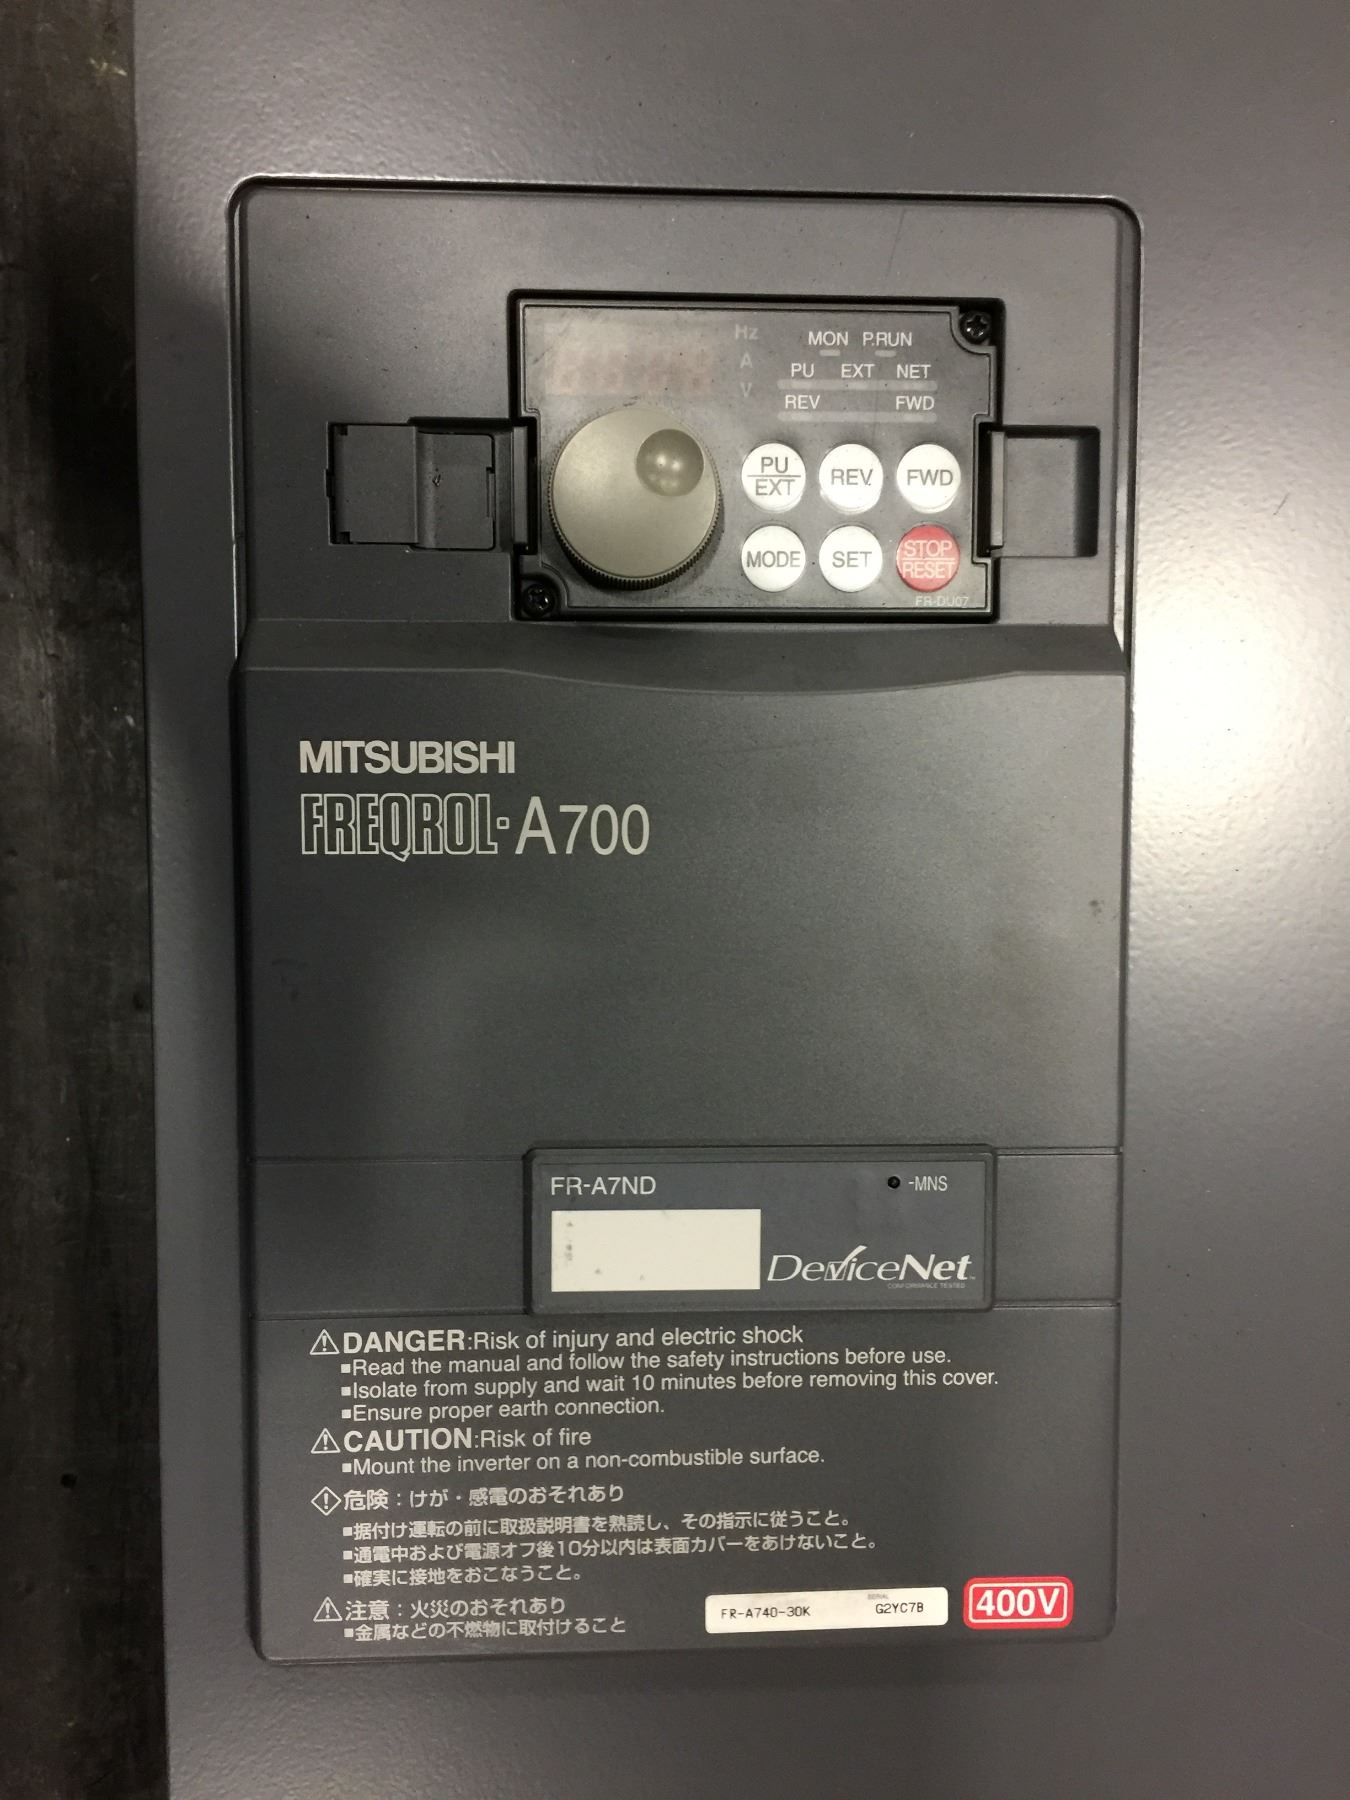 Hz
MON P.RUN
A
PU EXT NET
V
REV FWD
PU EXT
REV
FWD
MODE
SET
STOP RESET
FR-DU07
MITSUBISHI
FREQROL-A700
FR-A7ND
-MNS
DeviceNet
CONFORMANCE TESTED
⚠DANGER:Risk of injury and electric shock
■Read the manual and follow the safety instructions before use.
■Isolate from supply and wait 10 minutes before removing this cover.
■Ensure proper earth connection.
⚠CAUTION:Risk of fire
■Mount the inverter on a non-combustible surface.
危険：けが・感電のおそれあり
■据付け運転の前に取扱説明書を熟読し、その指示に従うこと。
■通電中および電源オフ後10分以内は表面カバーをあけないこと。
■確実に接地をおこなうこと。
⚠注意：火災のおそれあり
■金属などの不燃物に取付けること
SERIAL
FR-A740-30K G2YC7B
400V